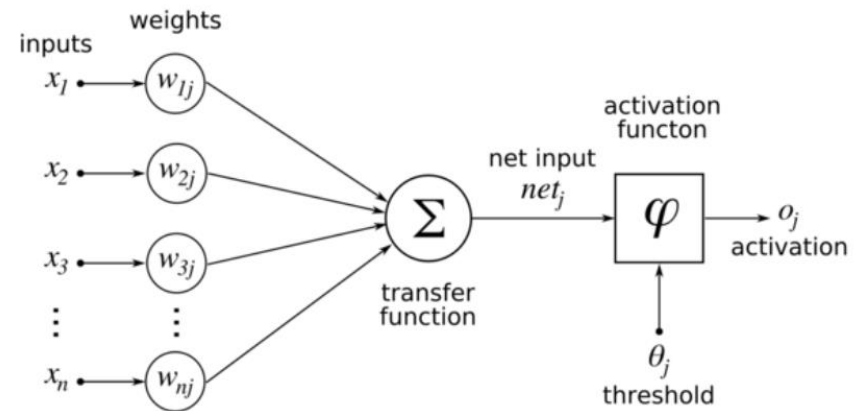 weights
inputs
x₁
w₁ⱼ
x₂
w₂ⱼ
x₃
w₃ⱼ
⋮
⋮
xₙ
wₙⱼ
Σ
transfer
function
net input
netⱼ
activation
functon
φ
oⱼ
activation
θⱼ
threshold